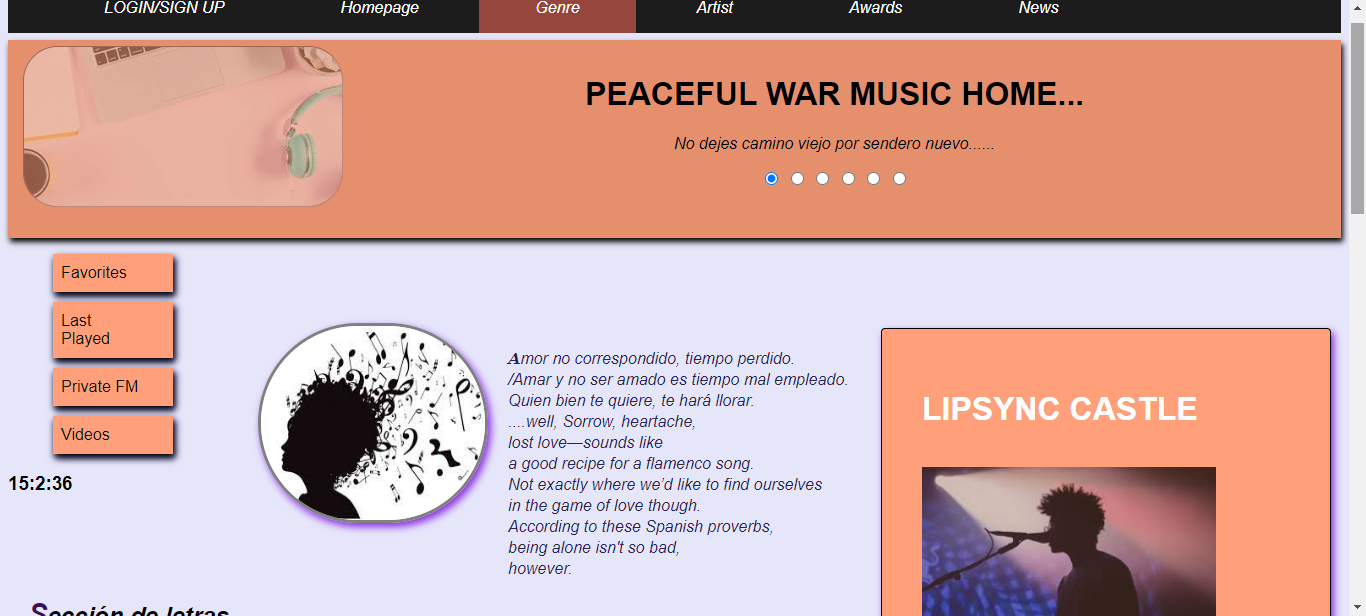 LOGIN/SIGN UP Homepage Genre Artist Awards News
PEACEFUL WAR MUSIC HOME...
No dejes camino viejo por sendero nuevo......
Favorites
Last
Played
Private FM
Videos
15:2:36
Amor no correspondido, tiempo perdido.
/Amar y no ser amado es tiempo mal empleado.
Quien bien te quiere, te hará llorar.
....well, Sorrow, heartache,
lost love—sounds like
a good recipe for a flamenco song.
Not exactly where we’d like to find ourselves
in the game of love though.
According to these Spanish proverbs,
being alone isn't so bad,
however.
LIPSYNC CASTLE
Sección de letras